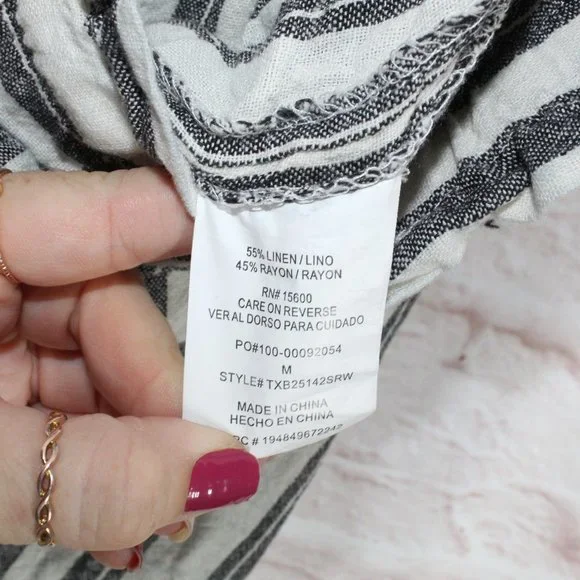 55% LINEN / LINO
45% RAYON / RAYON
RN# 15600
CARE ON REVERSE
VER AL DORSO PARA CUIDADO
PO#100-00092054
M
STYLE# TXB25142SRW
MADE IN CHINA
HECHO EN CHINA
# 194849672242